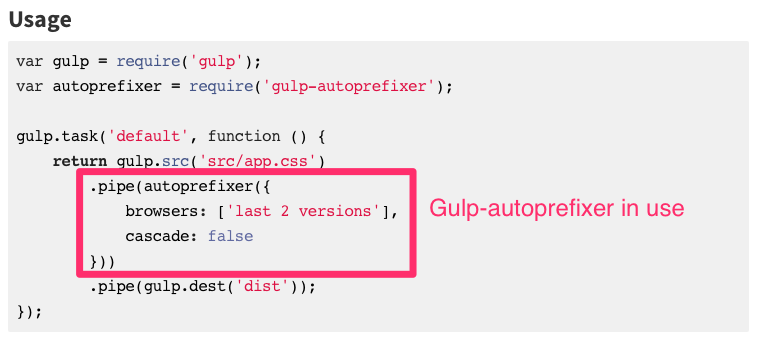 Usage
var gulp = require('gulp');
var autoprefixer = require('gulp-autoprefixer');
gulp.task('default', function () {
    return gulp.src('src/app.css')
        .pipe(autoprefixer({
            browsers: ['last 2 versions'],
            cascade: false
        }))
Gulp-autoprefixer in use
        .pipe(gulp.dest('dist'));
});